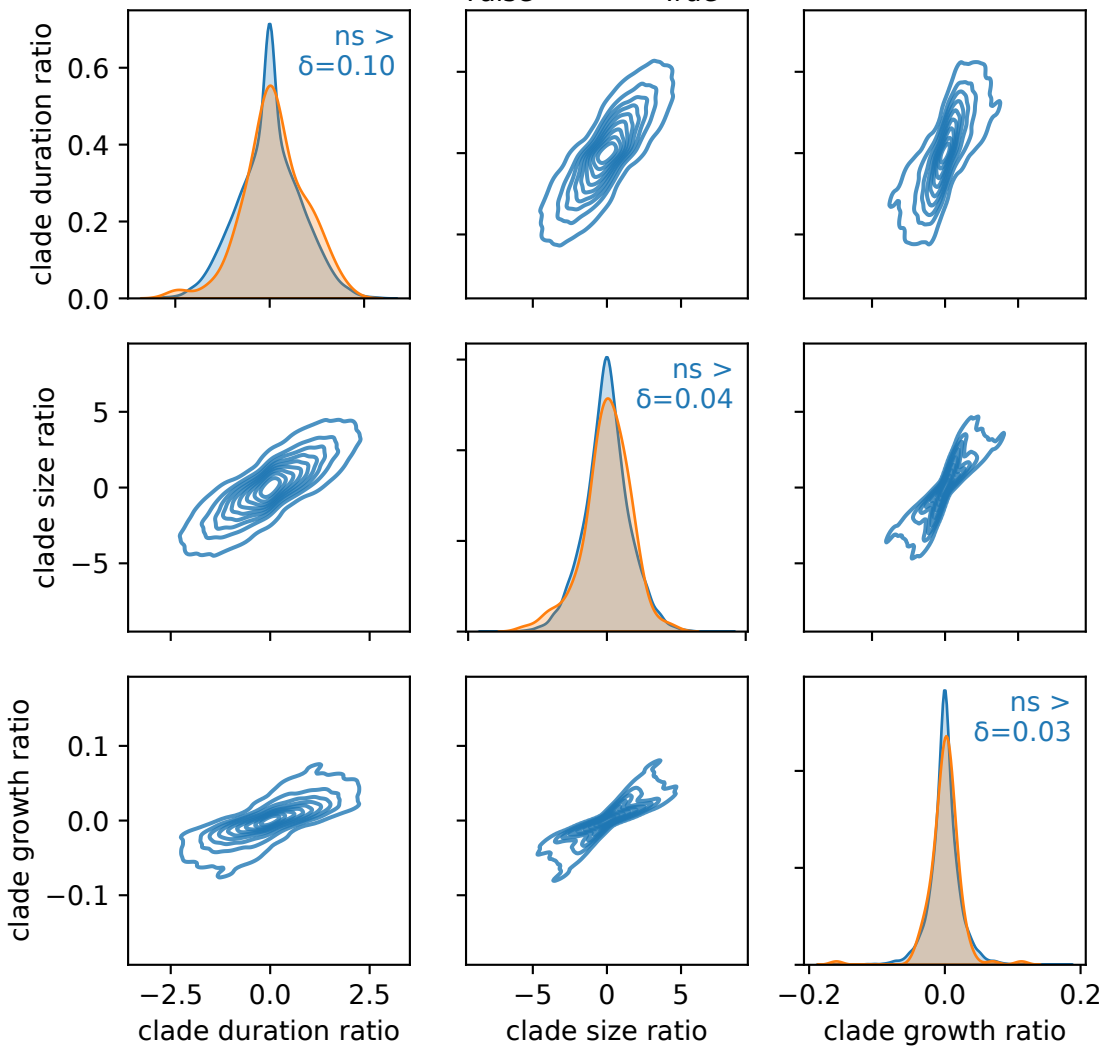 clade duration ratio
0.6
0.4
0.2
0.0
ns >
δ=0.10
clade size ratio
5
0
−5
ns >
δ=0.04
clade growth ratio
0.1
0.0
−0.1
ns >
δ=0.03
−2.5 0.0 2.5
−5 0 5
−0.2 0.0 0.2
clade duration ratio
clade size ratio
clade growth ratio